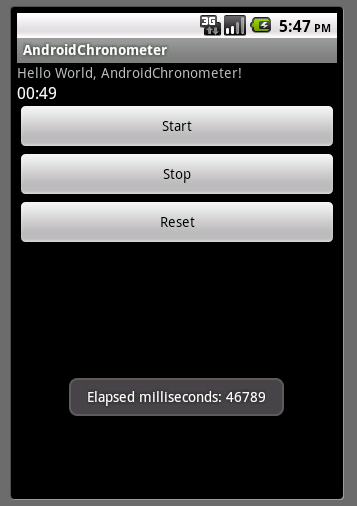 3G 5:47 PM
AndroidChronometer
Hello World, AndroidChronometer!
00:49
Start
Stop
Reset
Elapsed milliseconds: 46789